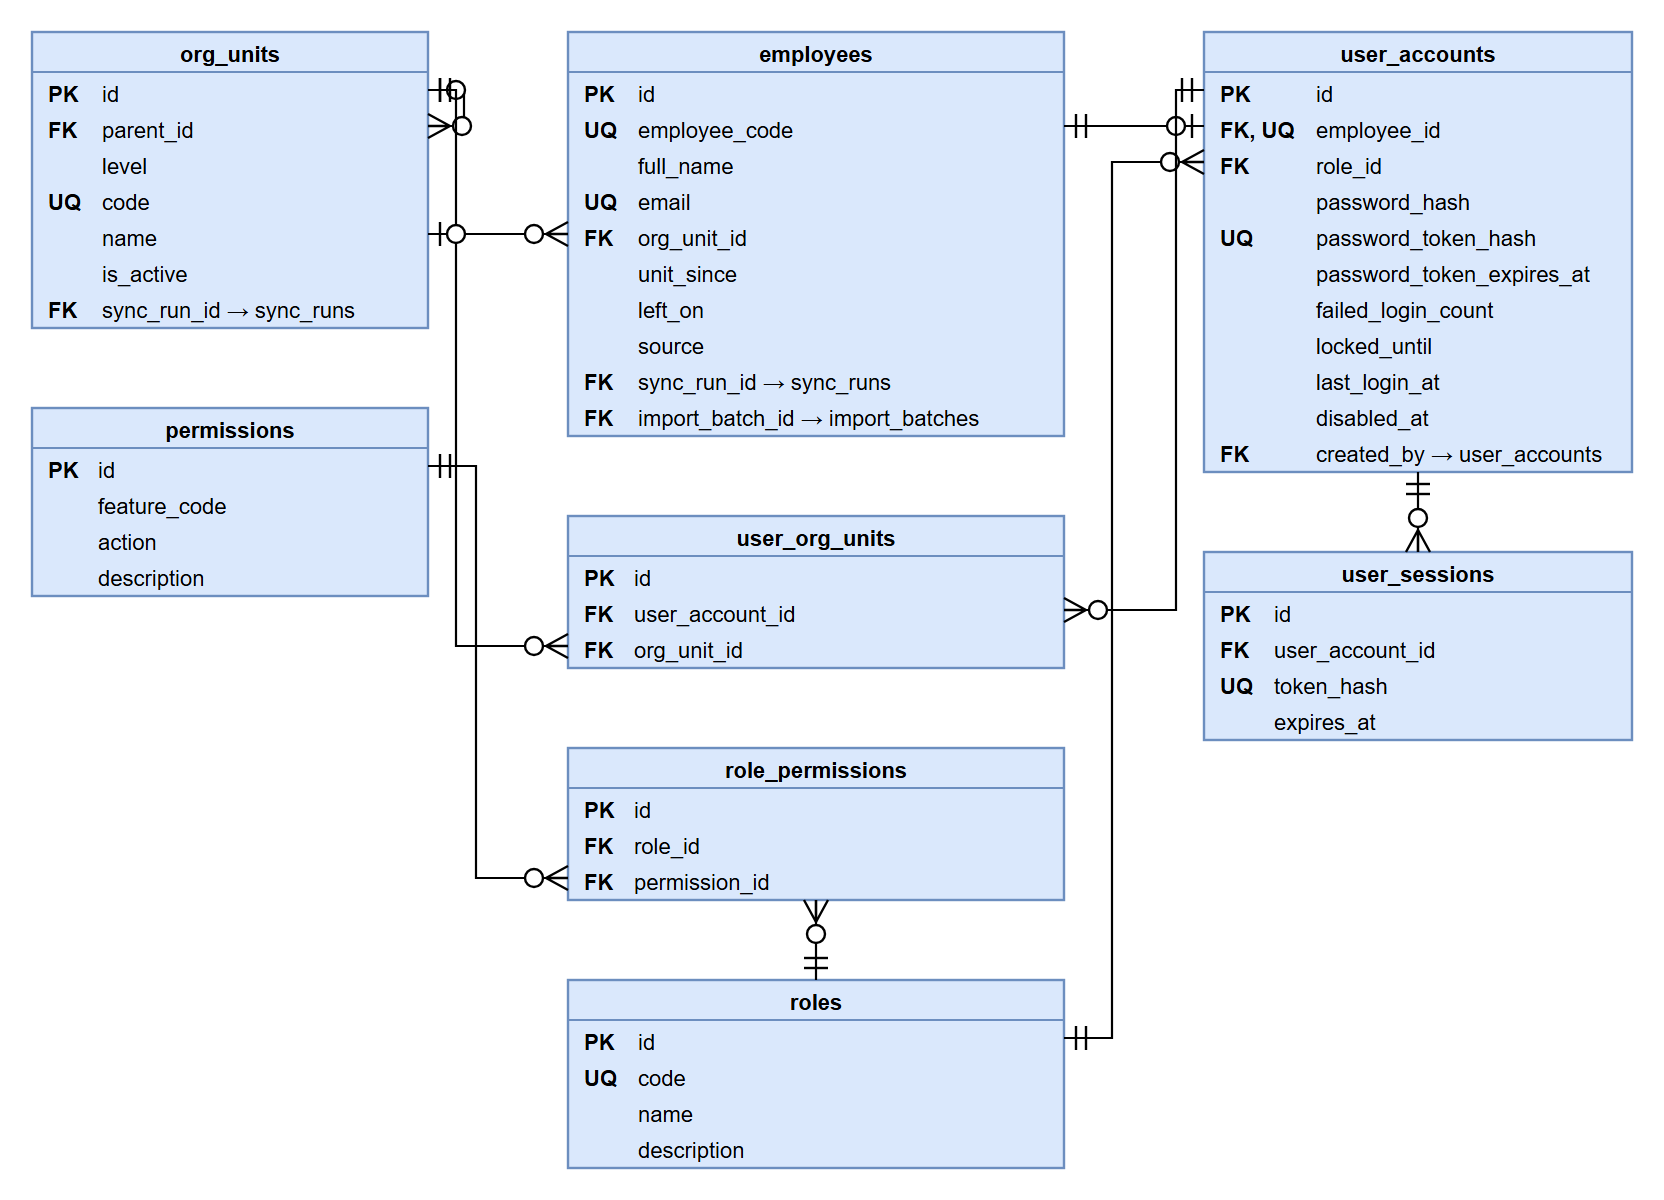 org_units
PK id
FK parent_id
level
UQ code
name
is_active
FK sync_run_id → sync_runs
employees
PK id
UQ employee_code
full_name
UQ email
FK org_unit_id
unit_since
left_on
source
FK sync_run_id → sync_runs
FK import_batch_id → import_batches
user_accounts
PK id
FK, UQ employee_id
FK role_id
password_hash
UQ password_token_hash
password_token_expires_at
failed_login_count
locked_until
last_login_at
disabled_at
FK created_by → user_accounts
permissions
PK id
feature_code
action
description
user_org_units
PK id
FK user_account_id
FK org_unit_id
user_sessions
PK id
FK user_account_id
UQ token_hash
expires_at
role_permissions
PK id
FK role_id
FK permission_id
roles
PK id
UQ code
name
description